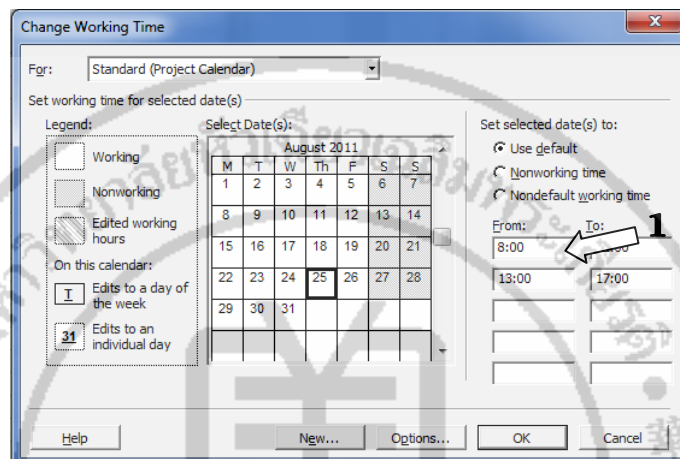 Change Working Time
For: Standard (Project Calendar)
Set working time for selected date(s)
Legend:
Working
Nonworking
Edited working
hours
On this calendar:
I Edits to a day of
the week
31 Edits to an
individual day
Select Date(s):
August 2011
M T W Th F S S
1 2 3 4 5 6 7
8 9 10 11 12 13 14
15 16 17 18 19 20 21
22 23 24 25 26 27 28
29 30 31
Set selected date(s) to:
Use default
Nonworking time
Nondefault working time
From: To:
8:00
13:00 17:00
1
Help New... Options... OK Cancel